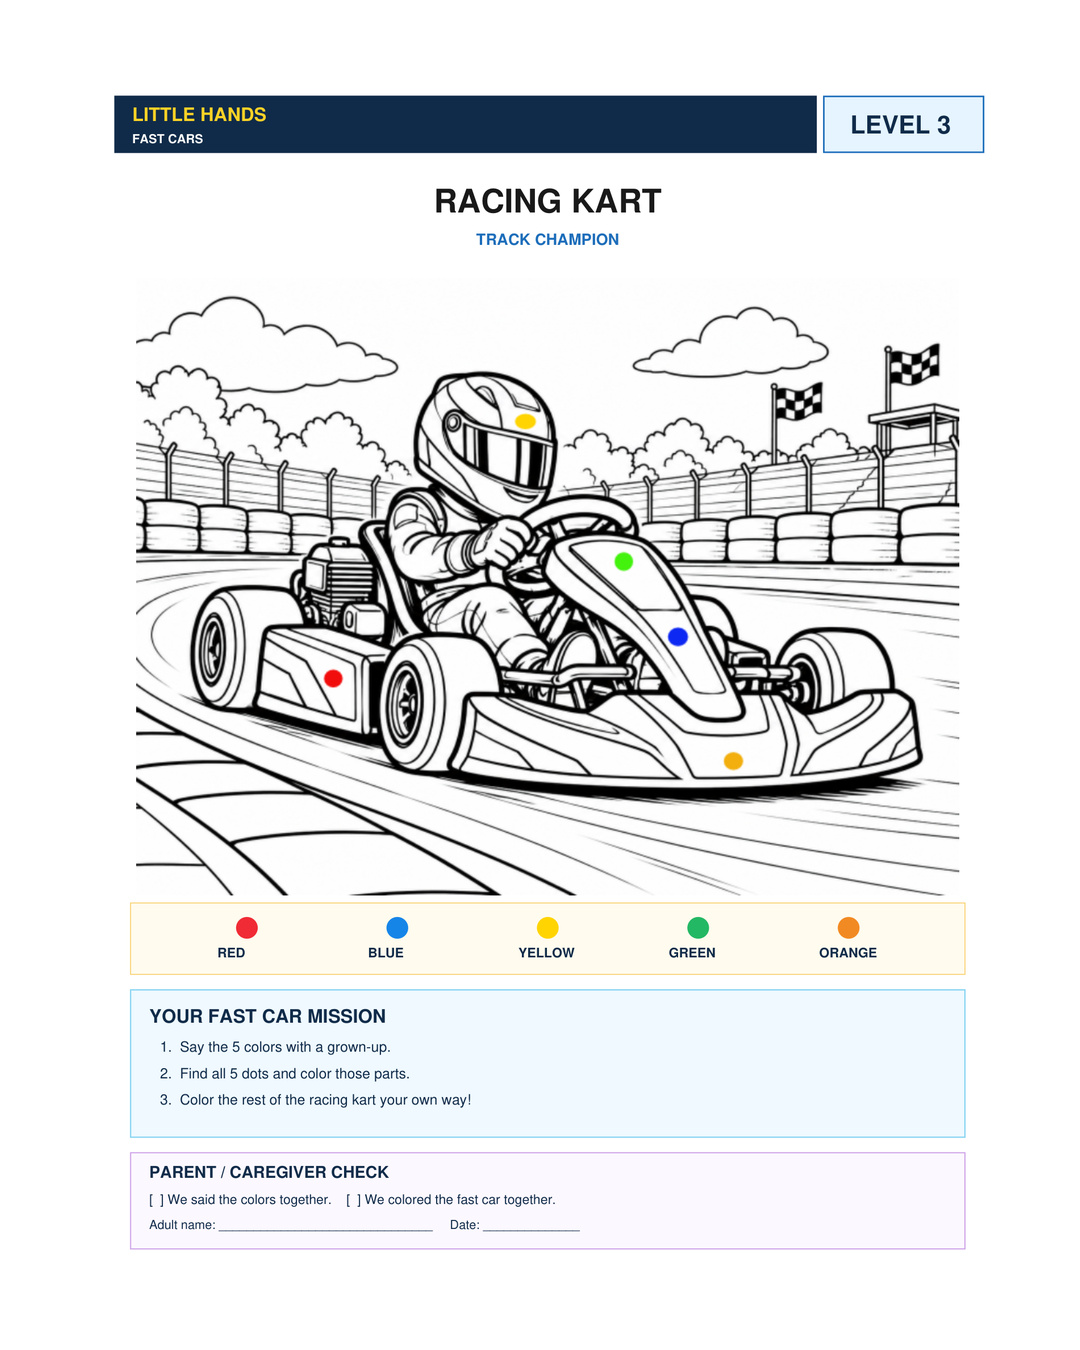 LITTLE HANDS
FAST CARS
LEVEL 3
RACING KART
TRACK CHAMPION
RED BLUE YELLOW GREEN ORANGE
YOUR FAST CAR MISSION
1. Say the 5 colors with a grown-up.
2. Find all 5 dots and color those parts.
3. Color the rest of the racing kart your own way!
PARENT / CAREGIVER CHECK
[ ] We said the colors together. [ ] We colored the fast car together.
Adult name: _______________________________ Date: ______________